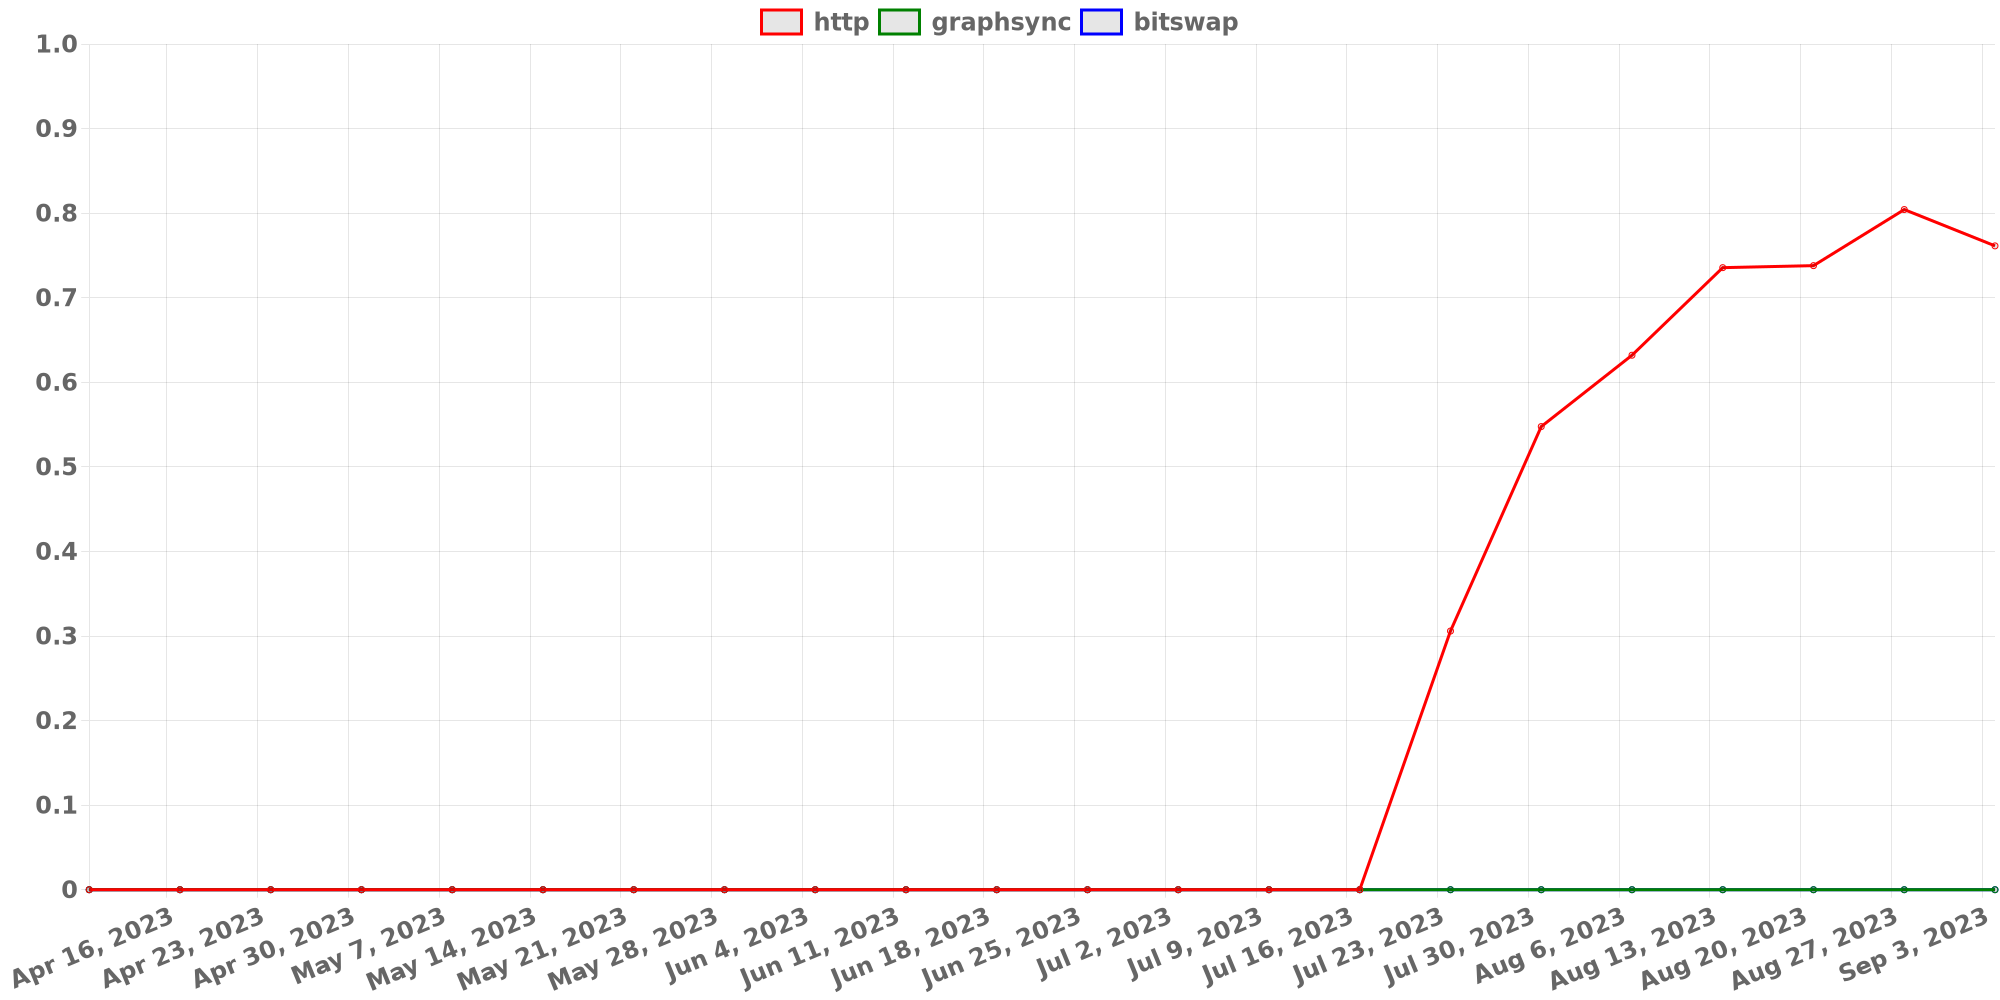 http graphsync bitswap
1.0
0.9
0.8
0.7
0.6
0.5
0.4
0.3
0.2
0.1
0
Apr 16, 2023
Apr 23, 2023
Apr 30, 2023
May 7, 2023
May 14, 2023
May 21, 2023
May 28, 2023
Jun 4, 2023
Jun 11, 2023
Jun 18, 2023
Jun 25, 2023
Jul 2, 2023
Jul 9, 2023
Jul 16, 2023
Jul 23, 2023
Jul 30, 2023
Aug 6, 2023
Aug 13, 2023
Aug 20, 2023
Aug 27, 2023
Sep 3, 2023